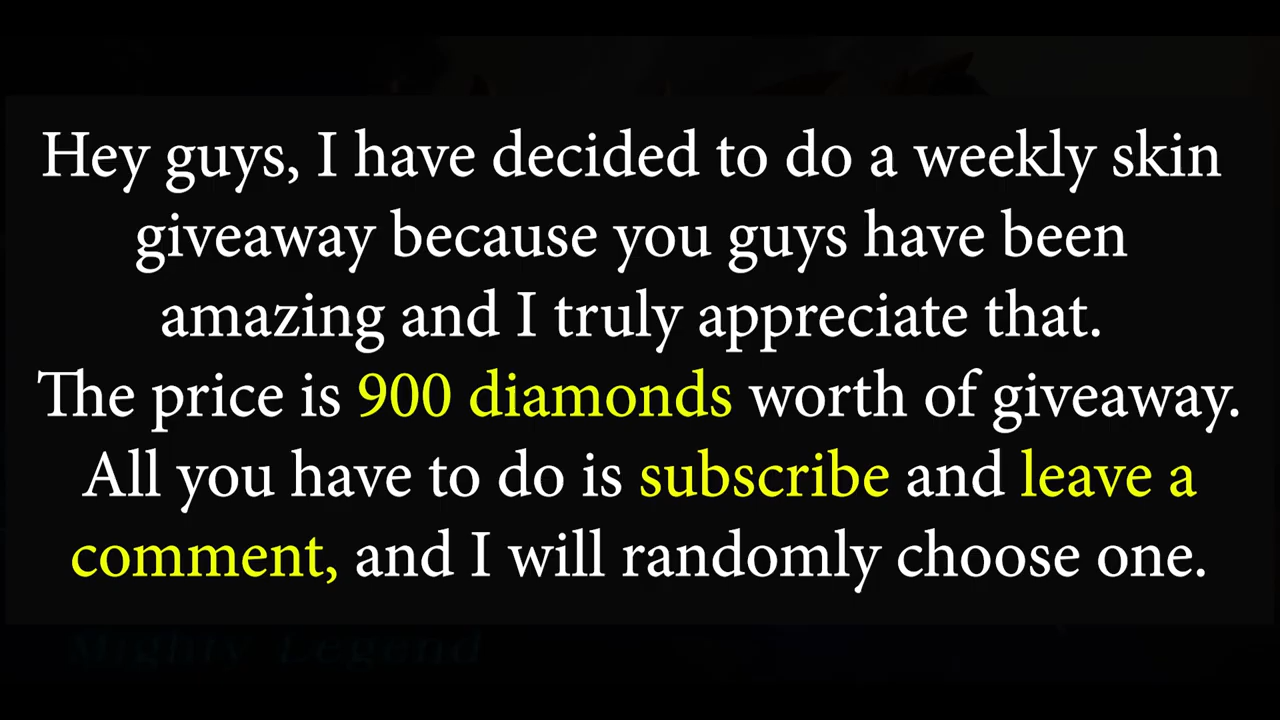 Hey guys, I have decided to do a weekly skin
giveaway because you guys have been
amazing and I truly appreciate that.
The price is 900 diamonds worth of giveaway.
All you have to do is subscribe and leave a
comment, and I will randomly choose one.
Mighty Legend